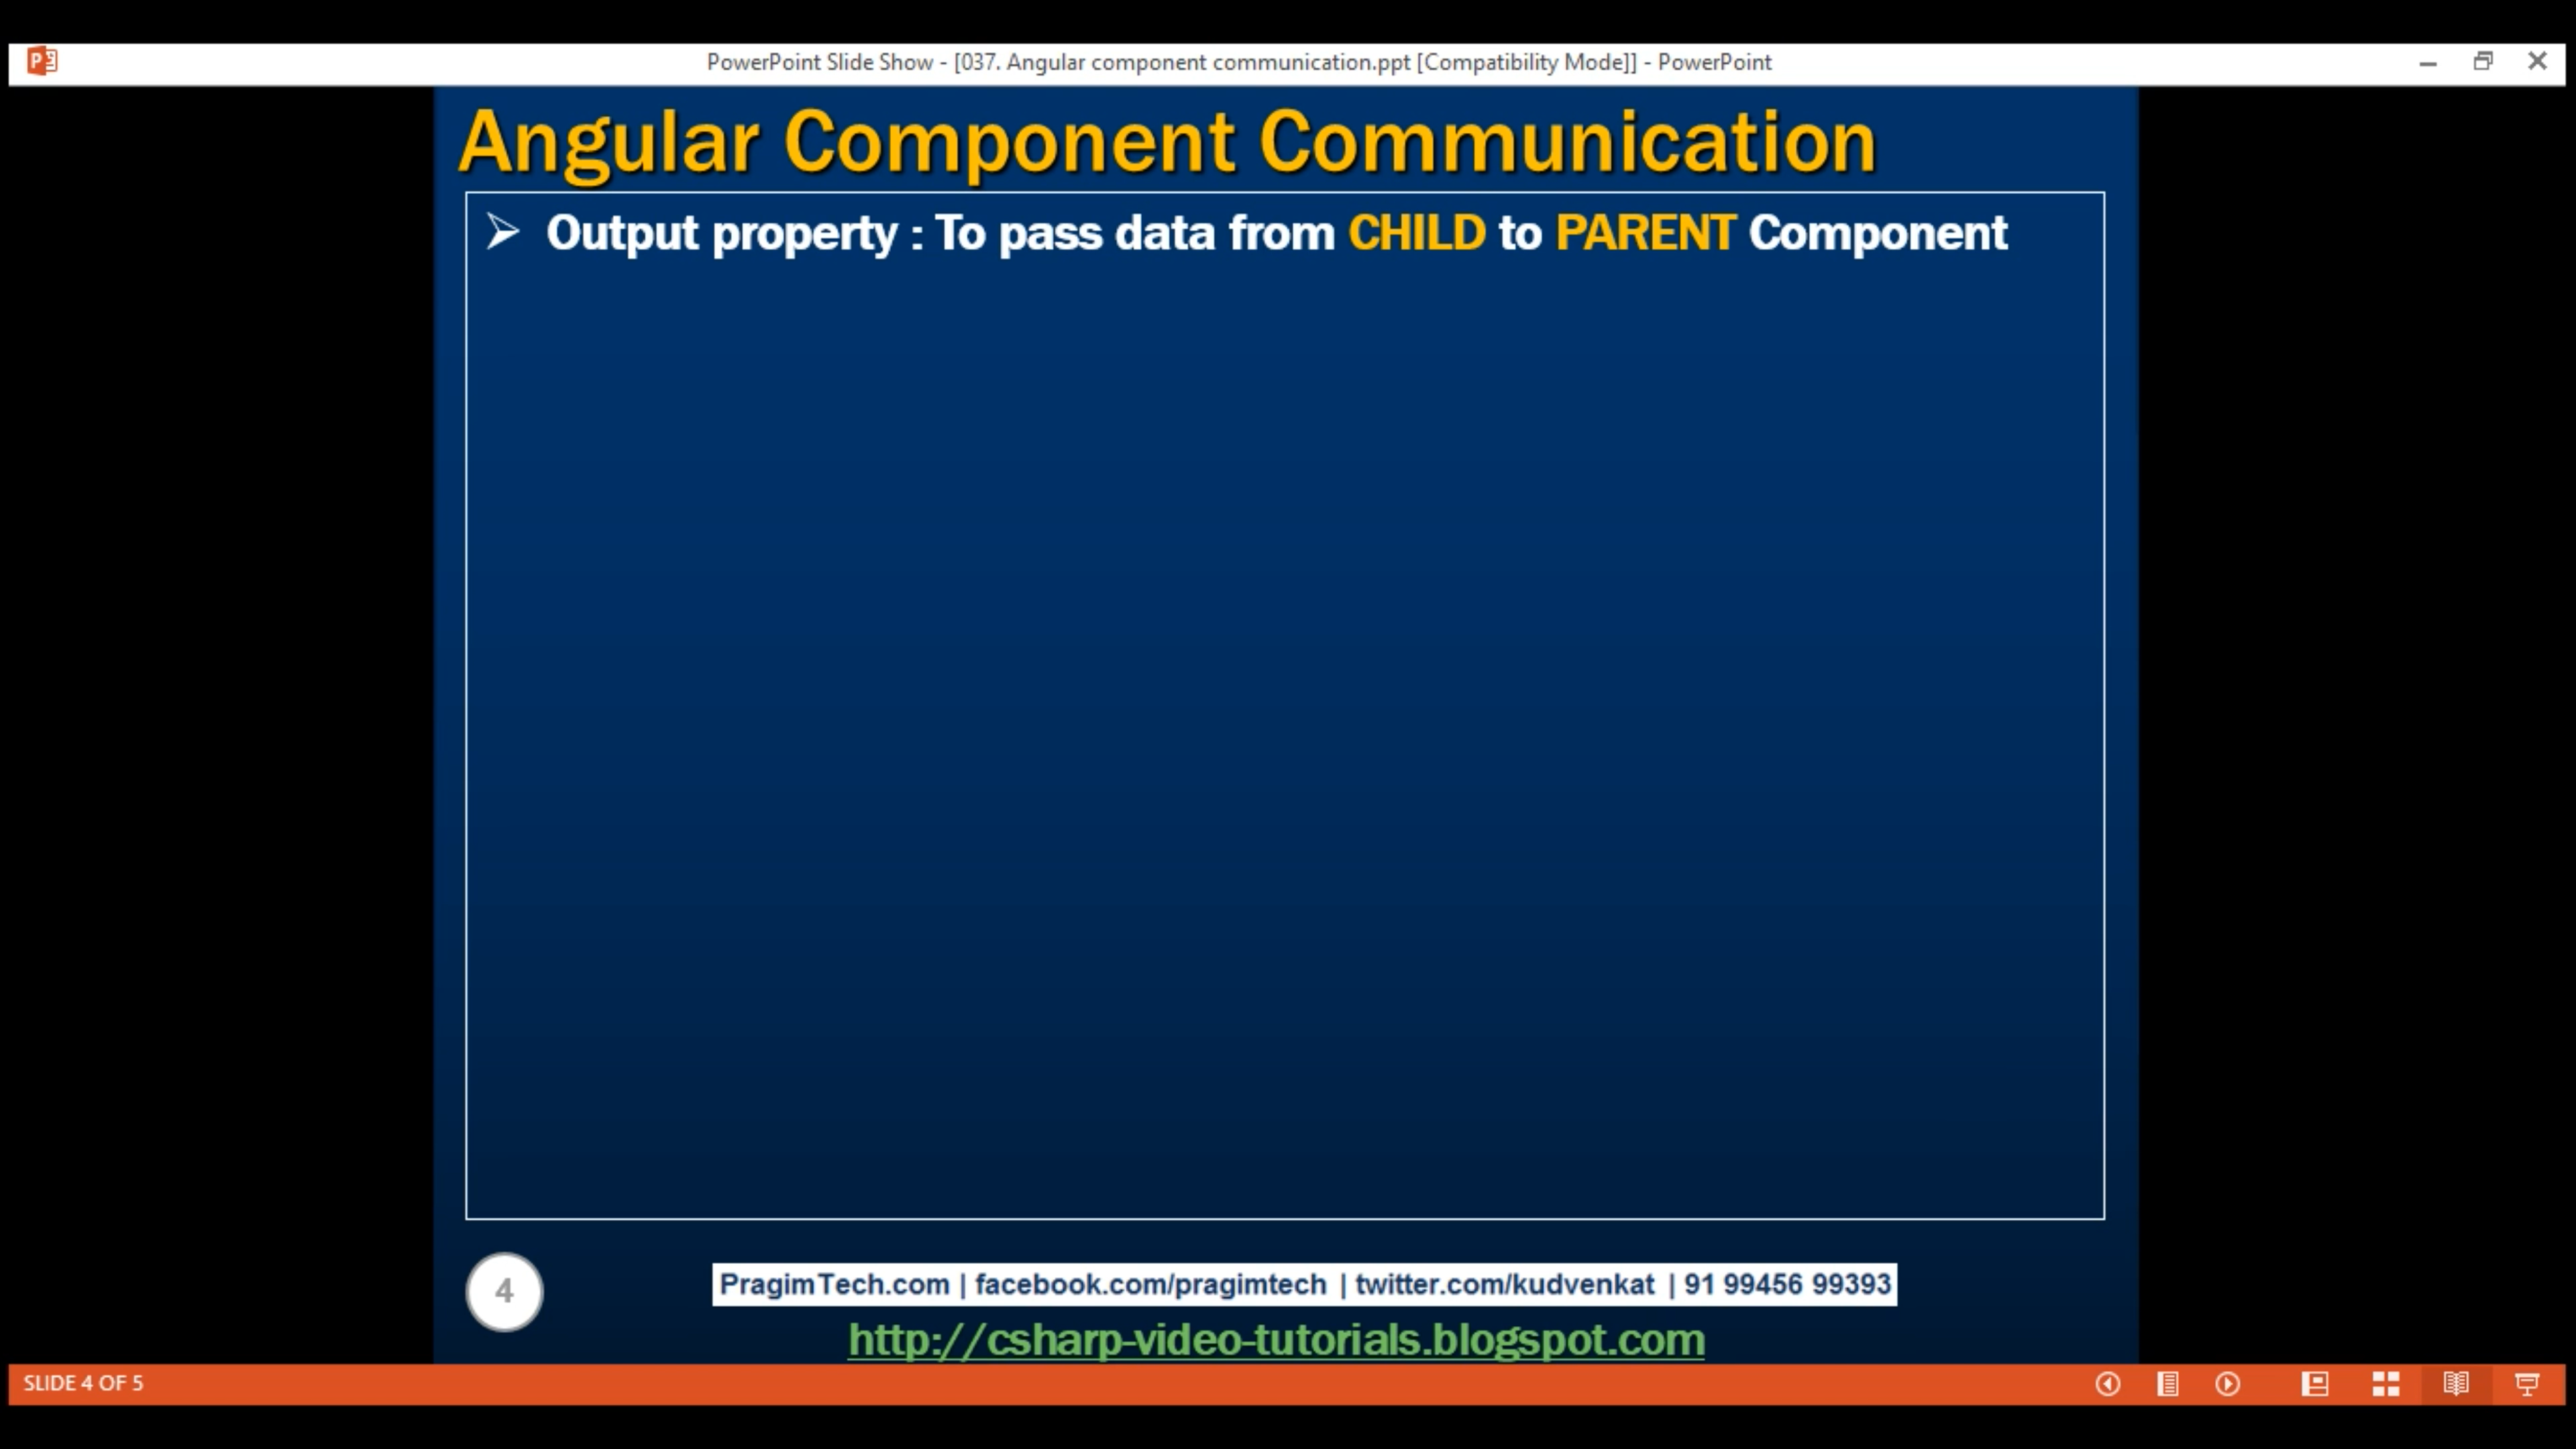 PowerPoint Slide Show - [037. Angular component communication.ppt [Compatibility Mode]] - PowerPoint
Angular Component Communication
Output property : To pass data from CHILD to PARENT Component
4
PragimTech.com | facebook.com/pragimtech | twitter.com/kudvenkat | 91 99456 99393
http://csharp-video-tutorials.blogspot.com
SLIDE 4 OF 5